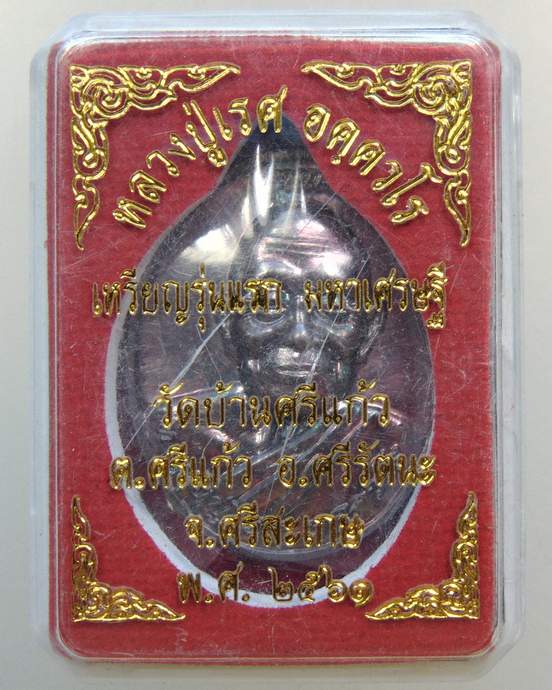 หลวงปู่เรศ อคฺควโร
เหรียญรุ่นแรก มหาเศรษฐี
วัดบ้านศรีแก้ว
ต.ศรีแก้ว อ.ศรีรัตนะ
จ.ศรีสะเกษ
พ.ศ. ๒๕๖๑